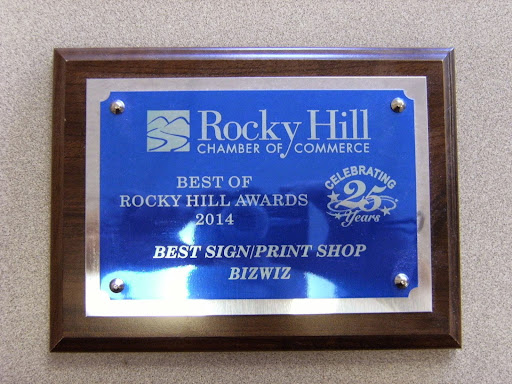 Rocky Hill
CHAMBER OF COMMERCE
BEST OF
ROCKY HILL AWARDS
2014
CELEBRATING
25
Years
BEST SIGN/PRINT SHOP
BIZWIZ